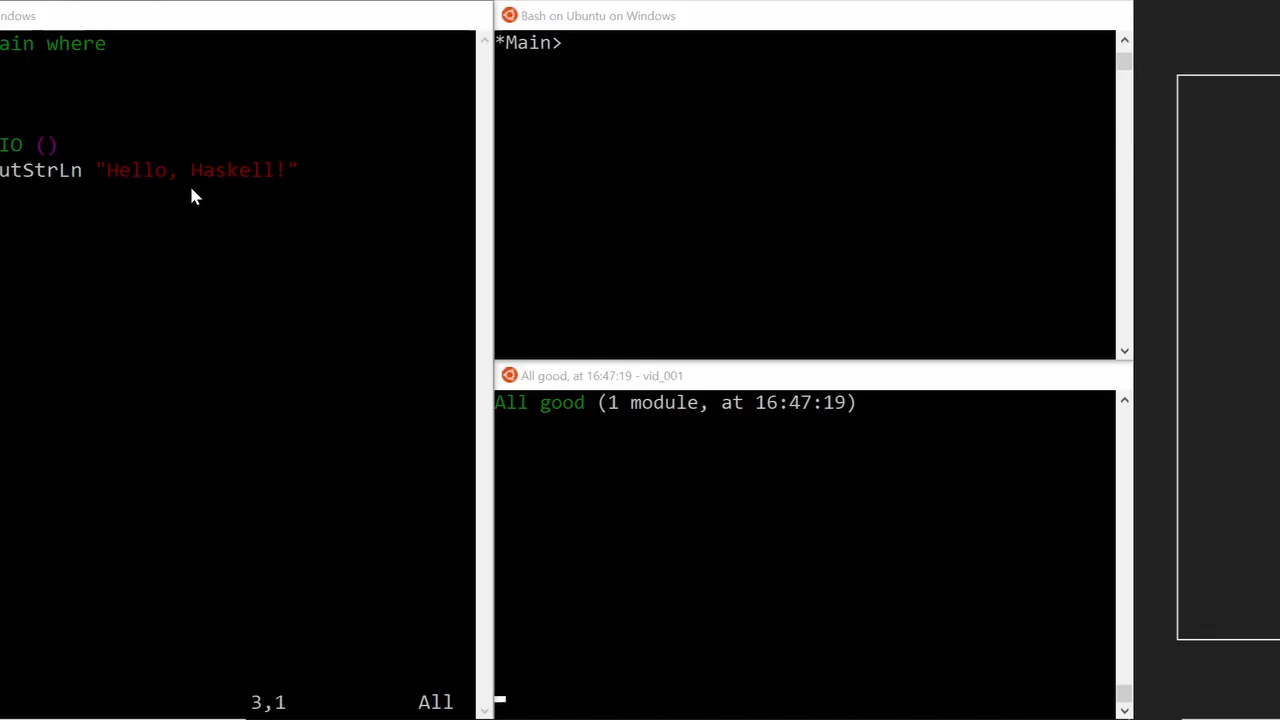 ndows
ain where
IO ()
utStrLn "Hello, Haskell!"
3,1 All
Bash on Ubuntu on Windows
*Main>
All good, at 16:47:19 - vid_001
All good (1 module, at 16:47:19)